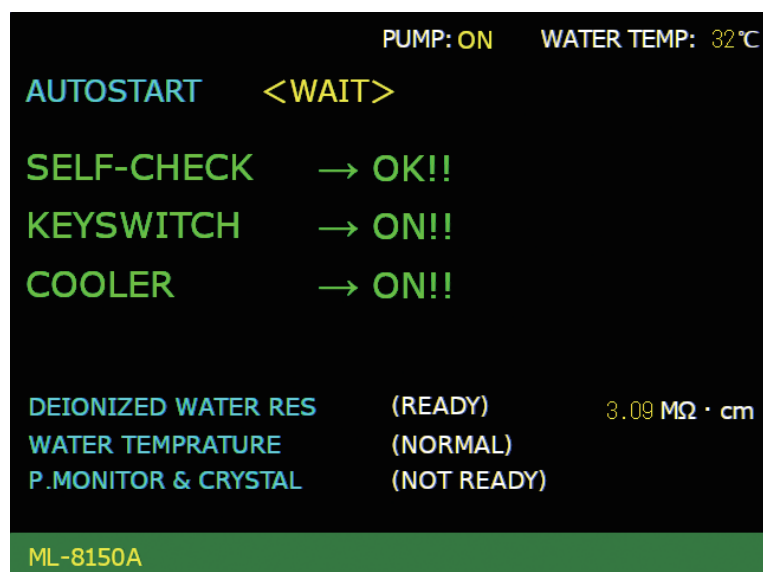 PUMP: ON WATER TEMP: 32℃
AUTOSTART <WAIT>
SELF-CHECK → OK!!
KEYSWITCH → ON!!
COOLER → ON!!
DEIONIZED WATER RES (READY) 3.09 MΩ・cm
WATER TEMPRATURE (NORMAL)
P.MONITOR & CRYSTAL (NOT READY)
ML-8150A